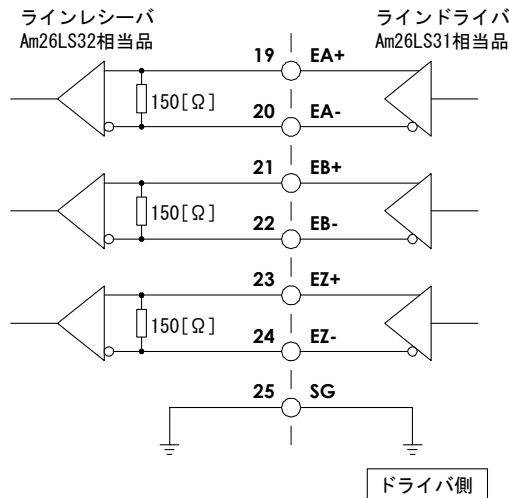 ラインレシーバ
Am26LS32相当品
ラインドライバ
Am26LS31相当品
19 EA+
150[Ω]
20 EA-
21 EB+
150[Ω]
22 EB-
23 EZ+
150[Ω]
24 EZ-
25 SG
ドライバ側